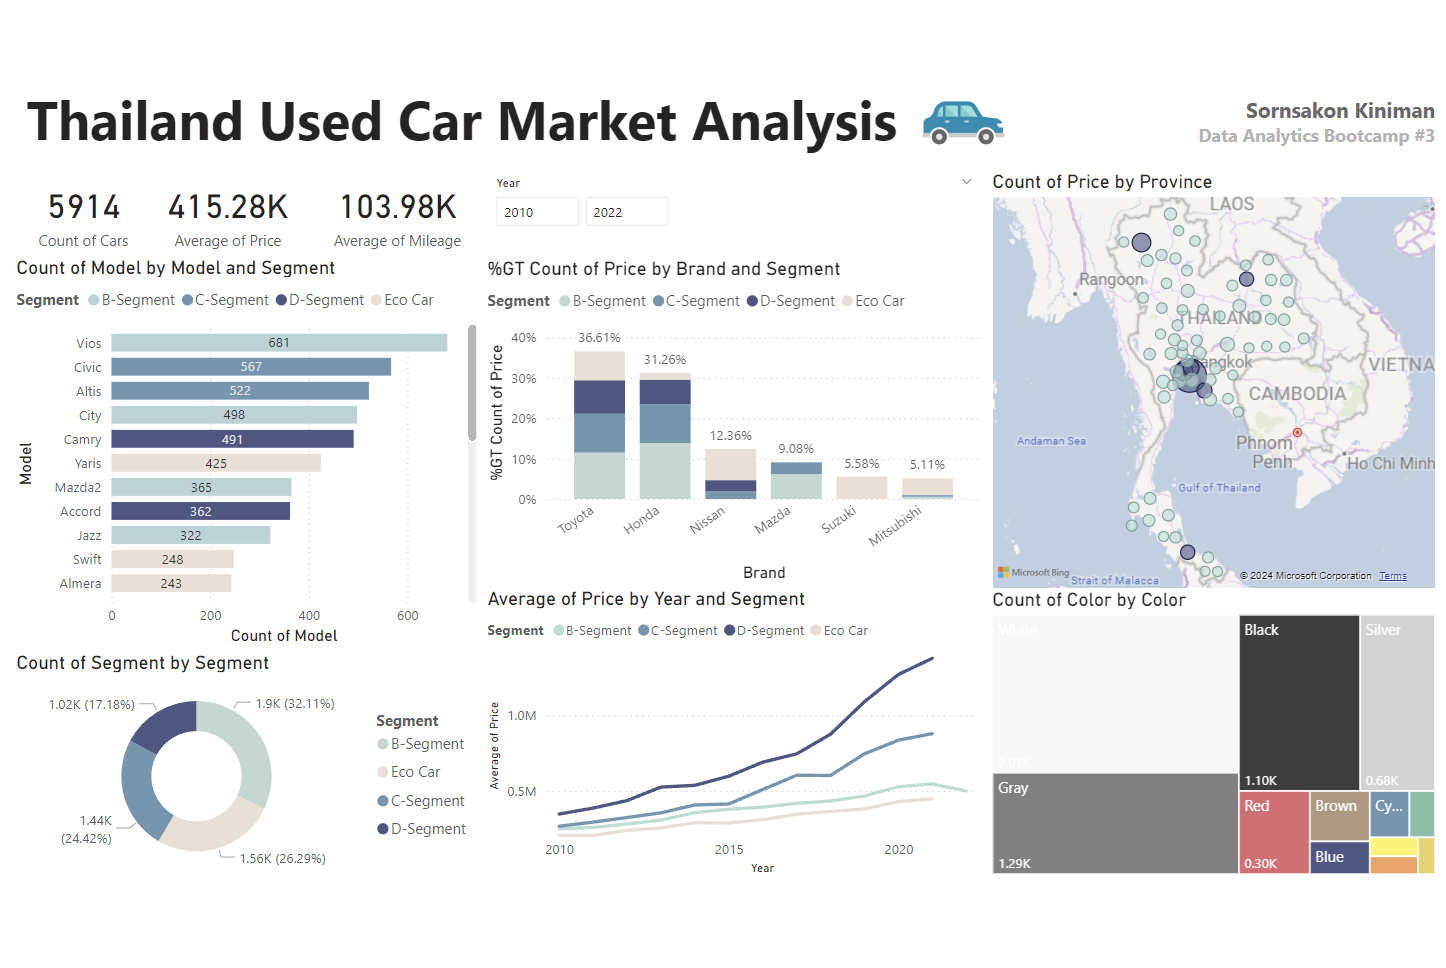 Thailand Used Car Market Analysis
Sornsakon Kiniman
Data Analytics Bootcamp #3
5914
Count of Cars
415.28K
Average of Price
103.98K
Average of Mileage
Year
2010
2022
Count of Model by Model and Segment
Segment B-Segment C-Segment D-Segment Eco Car
Model
Vios 681
Civic 567
Altis 522
City 498
Camry 491
Yaris 425
Mazda2 365
Accord 362
Jazz 322
Swift 248
Almera 243
0 200 400 600
Count of Model
Count of Segment by Segment
1.02K (17.18%)
1.9K (32.11%)
1.44K
(24.42%)
1.56K (26.29%)
Segment
B-Segment
Eco Car
C-Segment
D-Segment
%GT Count of Price by Brand and Segment
Segment B-Segment C-Segment D-Segment Eco Car
%GT Count of Price
40%
30%
20%
10%
0%
36.61%
31.26%
12.36%
9.08%
5.58%
5.11%
Toyota
Honda
Nissan
Mazda
Suzuki
Mitsubishi
Brand
Average of Price by Year and Segment
Segment B-Segment C-Segment D-Segment Eco Car
Average of Price
1.0M
0.5M
2010 2015 2020
Year
Count of Price by Province
LAOS
Rangoon
THAILAND
Bangkok
VIETNA
CAMBODIA
Andaman Sea
Phnom
Penh
Ho Chi Minh
Gulf of Thailand
Strait of Malacca
Microsoft Bing
© 2024 Microsoft Corporation Terms
Count of Color by Color
White
2.01K
Black
1.10K
Silver
0.68K
Gray
1.29K
Red
0.30K
Brown
Cy...
Blue